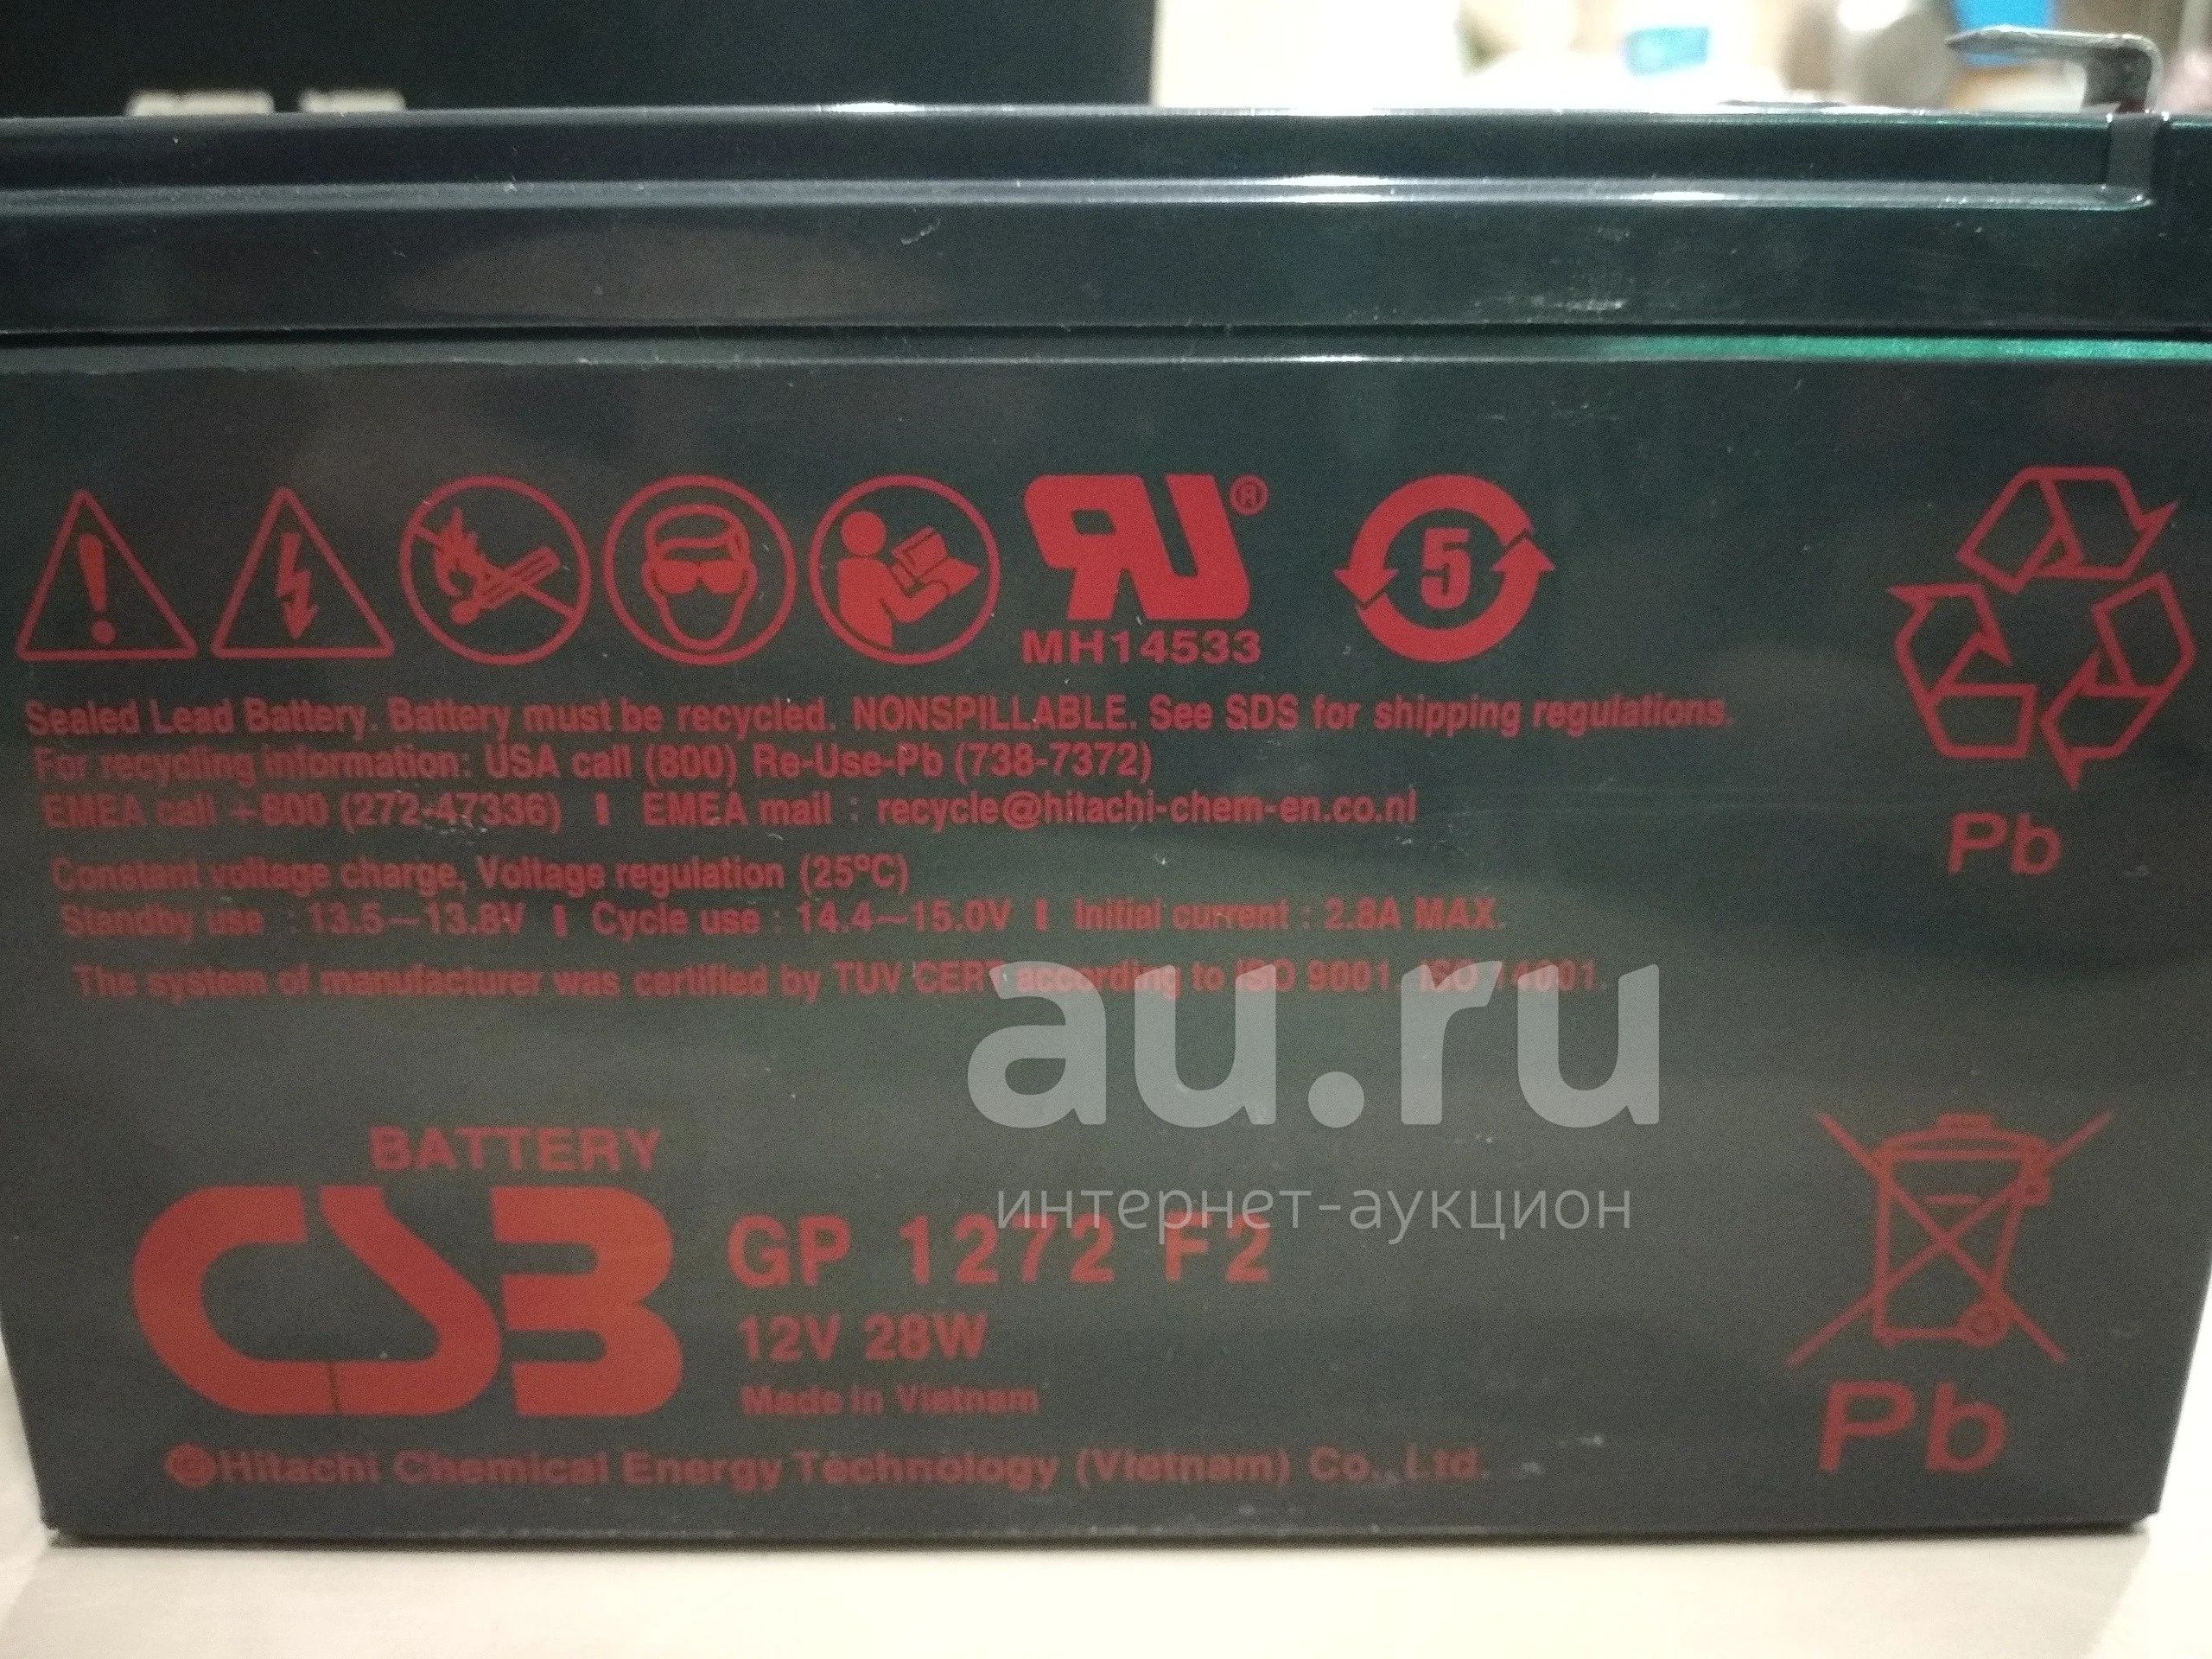 MH14533
5
Sealed Lead Battery. Battery must be recycled. NONSPILLABLE. See SDS for shipping regulations.
For recycling information: USA call (800) Re-Use-Pb (738-7372)
EMEA call +800 (272-47336) | EMEA mail : recycle@hitachi-chem-en.co.nl
Pb
Constant voltage charge, Voltage regulation (25°C)
Standby use : 13.5~13.8V | Cycle use : 14.4~15.0V | Initial current : 2.8A MAX.
The system of manufacturer was certified by TUV CERT according to ISO 9001, ISO 14001.
au.ru
интернет-аукцион
BATTERY
CSB
GP 1272 F2
12V 28W
Made in Vietnam
Hitachi Chemical Energy Technology (Vietnam) Co., Ltd.
Pb